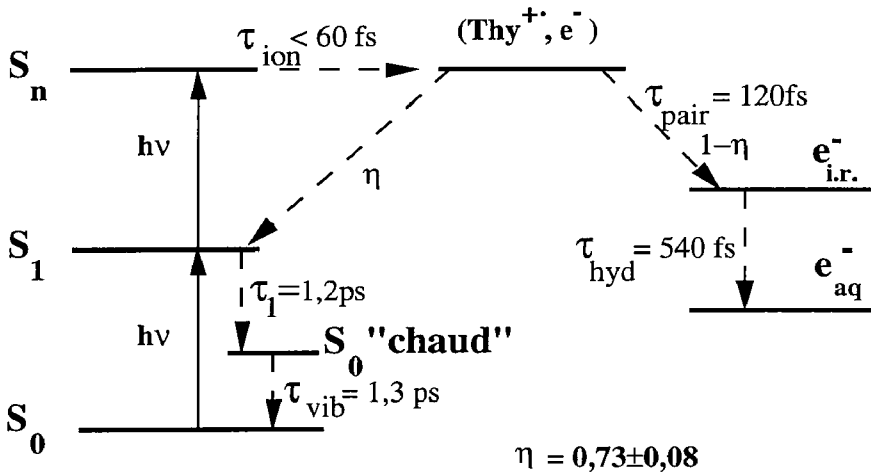 S_n
τ_ion < 60 fs
(Thy^+·, e^-)
hν
η
τ_pair = 120fs
1-η
e^-_i.r.
S_1
τ_1=1,2ps
τ_hyd = 540 fs
e^-_aq
hν
S_0 "chaud"
τ_vib = 1,3 ps
S_0
η = 0,73±0,08